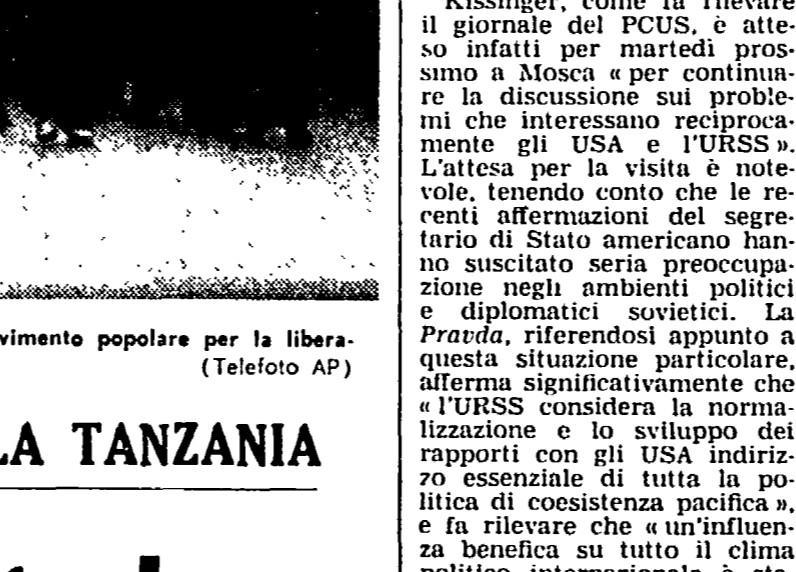 vimento popolare per la libera-
(Telefoto AP)
LA TANZANIA
Kissinger, come fa rilevare
il giornale del PCUS, è atte-
so infatti per martedì pros-
simo a Mosca « per continua-
re la discussione sui proble-
mi che interessano reciproca-
mente gli USA e l'URSS ».
L'attesa per la visita è note-
vole, tenendo conto che le re-
centi affermazioni del segre-
tario di Stato americano han-
no suscitato seria preoccupa-
zione negli ambienti politici
e diplomatici sovietici. La
Pravda, riferendosi appunto a
questa situazione particolare,
afferma significativamente che
« l'URSS considera la norma-
lizzazione e lo sviluppo dei
rapporti con gli USA indiriz-
zo essenziale di tutta la po-
litica di coesistenza pacifica »,
e fa rilevare che « un'influen-
za benefica su tutto il clima
politico internazionale è sta-